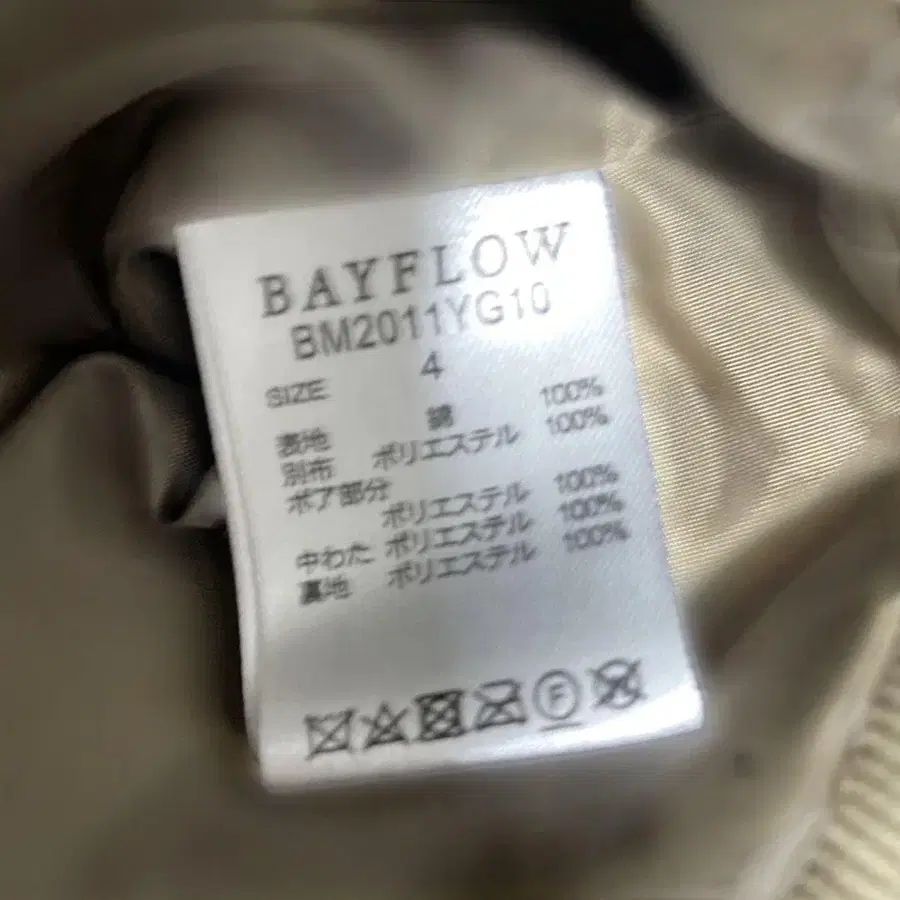 BAYFLOW
BM2011YG10
SIZE 4
表地 綿 100%
別布 ポリエステル 100%
ボア部分
ポリエステル 100%
中わた ポリエステル 100%
裏地 ポリエステル 100%
F